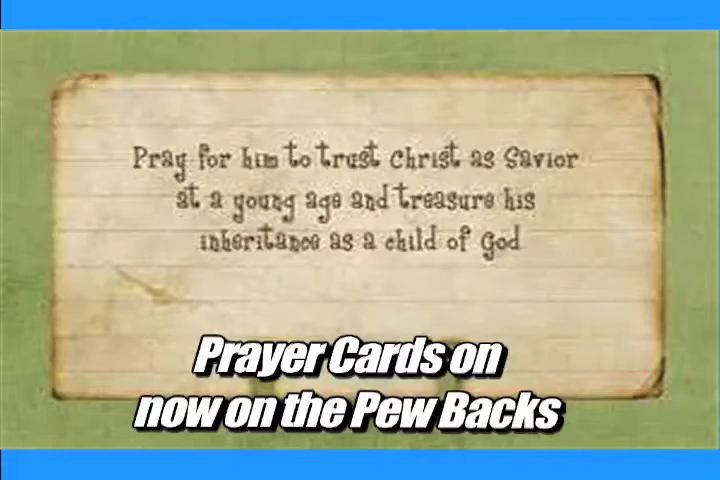 Pray for him to trust Christ as Savior
at a young age and treasure his
inheritance as a child of God
Prayer Cards on
now on the Pew Backs